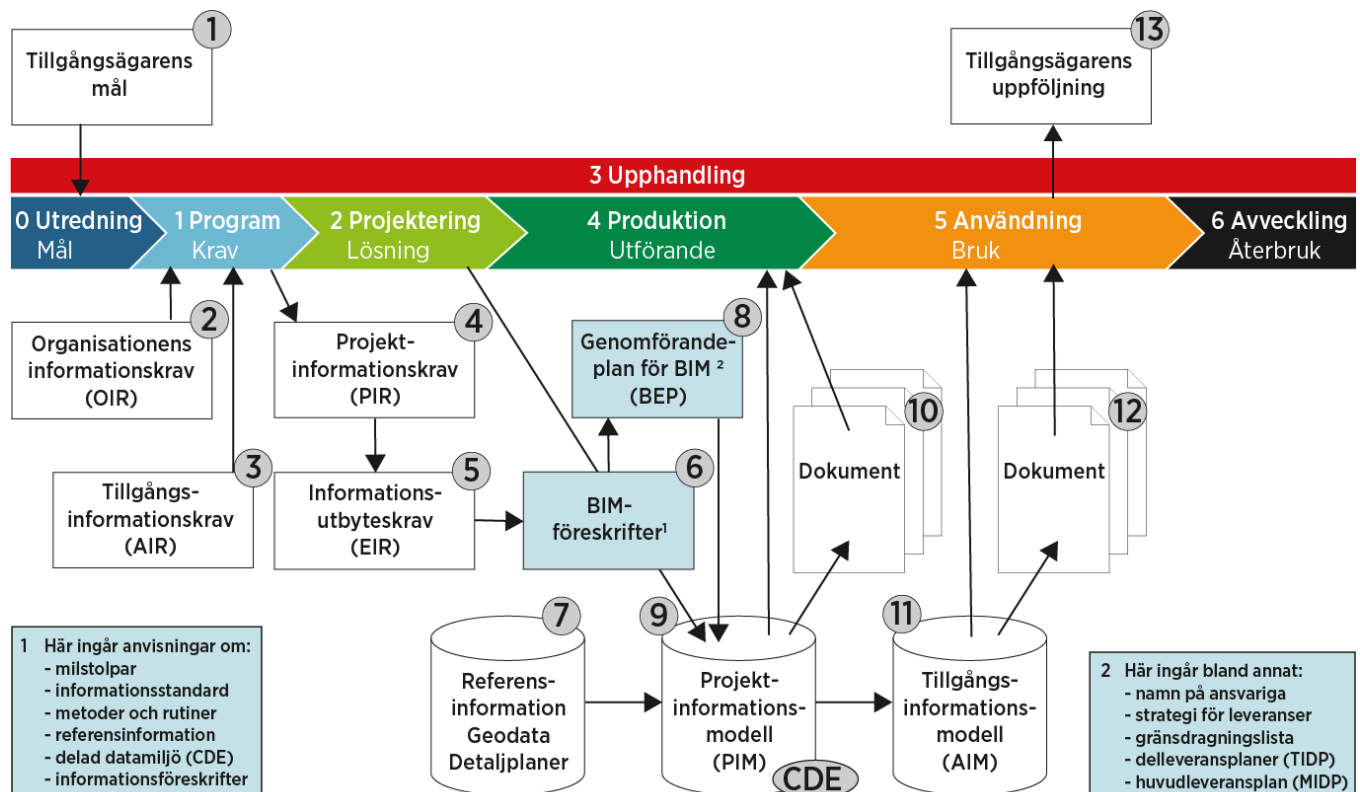 1
Tillgångsägarens
mål
13
Tillgångsägarens
uppföljning
3 Upphandling
0 Utredning
Mål
1 Program
Krav
2 Projektering
Lösning
4 Produktion
Utförande
5 Användning
Bruk
6 Avveckling
Återbruk
2
Organisationens
informationskrav
(OIR)
3
Tillgångs-
informationskrav
(AIR)
4
Projekt-
informationskrav
(PIR)
5
Informations-
utbyteskrav
(EIR)
6
BIM-
föreskrifter¹
8
Genomförande-
plan för BIM ²
(BEP)
10
Dokument
12
Dokument
7
Referens-
information
Geodata
Detaljplaner
9
Projekt-
informations-
modell
(PIM)
CDE
11
Tillgångs-
informations-
modell
(AIM)
1 Här ingår anvisningar om:
- milstolpar
- informationsstandard
- metoder och rutiner
- referensinformation
- delad datamiljö (CDE)
- informationsföreskrifter
2 Här ingår bland annat:
- namn på ansvariga
- strategi för leveranser
- gränsdragningslista
- delleveransplaner (TIDP)
- huvudleveransplan (MIDP)